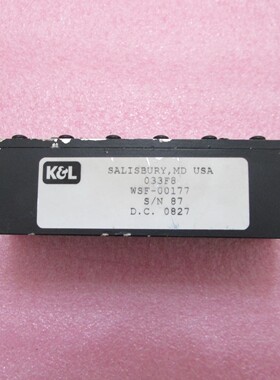 K&L
SALISBURY, MD USA
033F8
WSF-00177
S/N 87
D.C. 0827